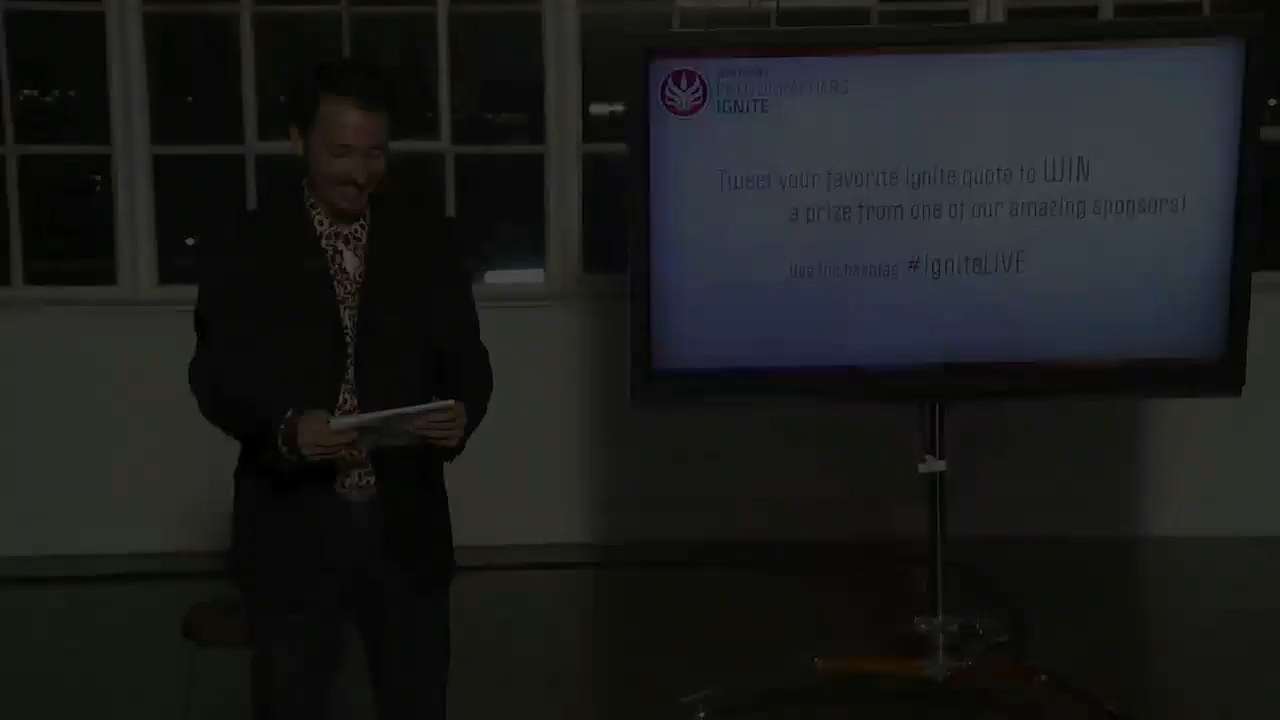 PHOTOGRAPHERS
IGNITE
Tweet your favorite Ignite quote to WIN
a prize from one of our amazing sponsors!
Use the hashtag #IgniteLIVE